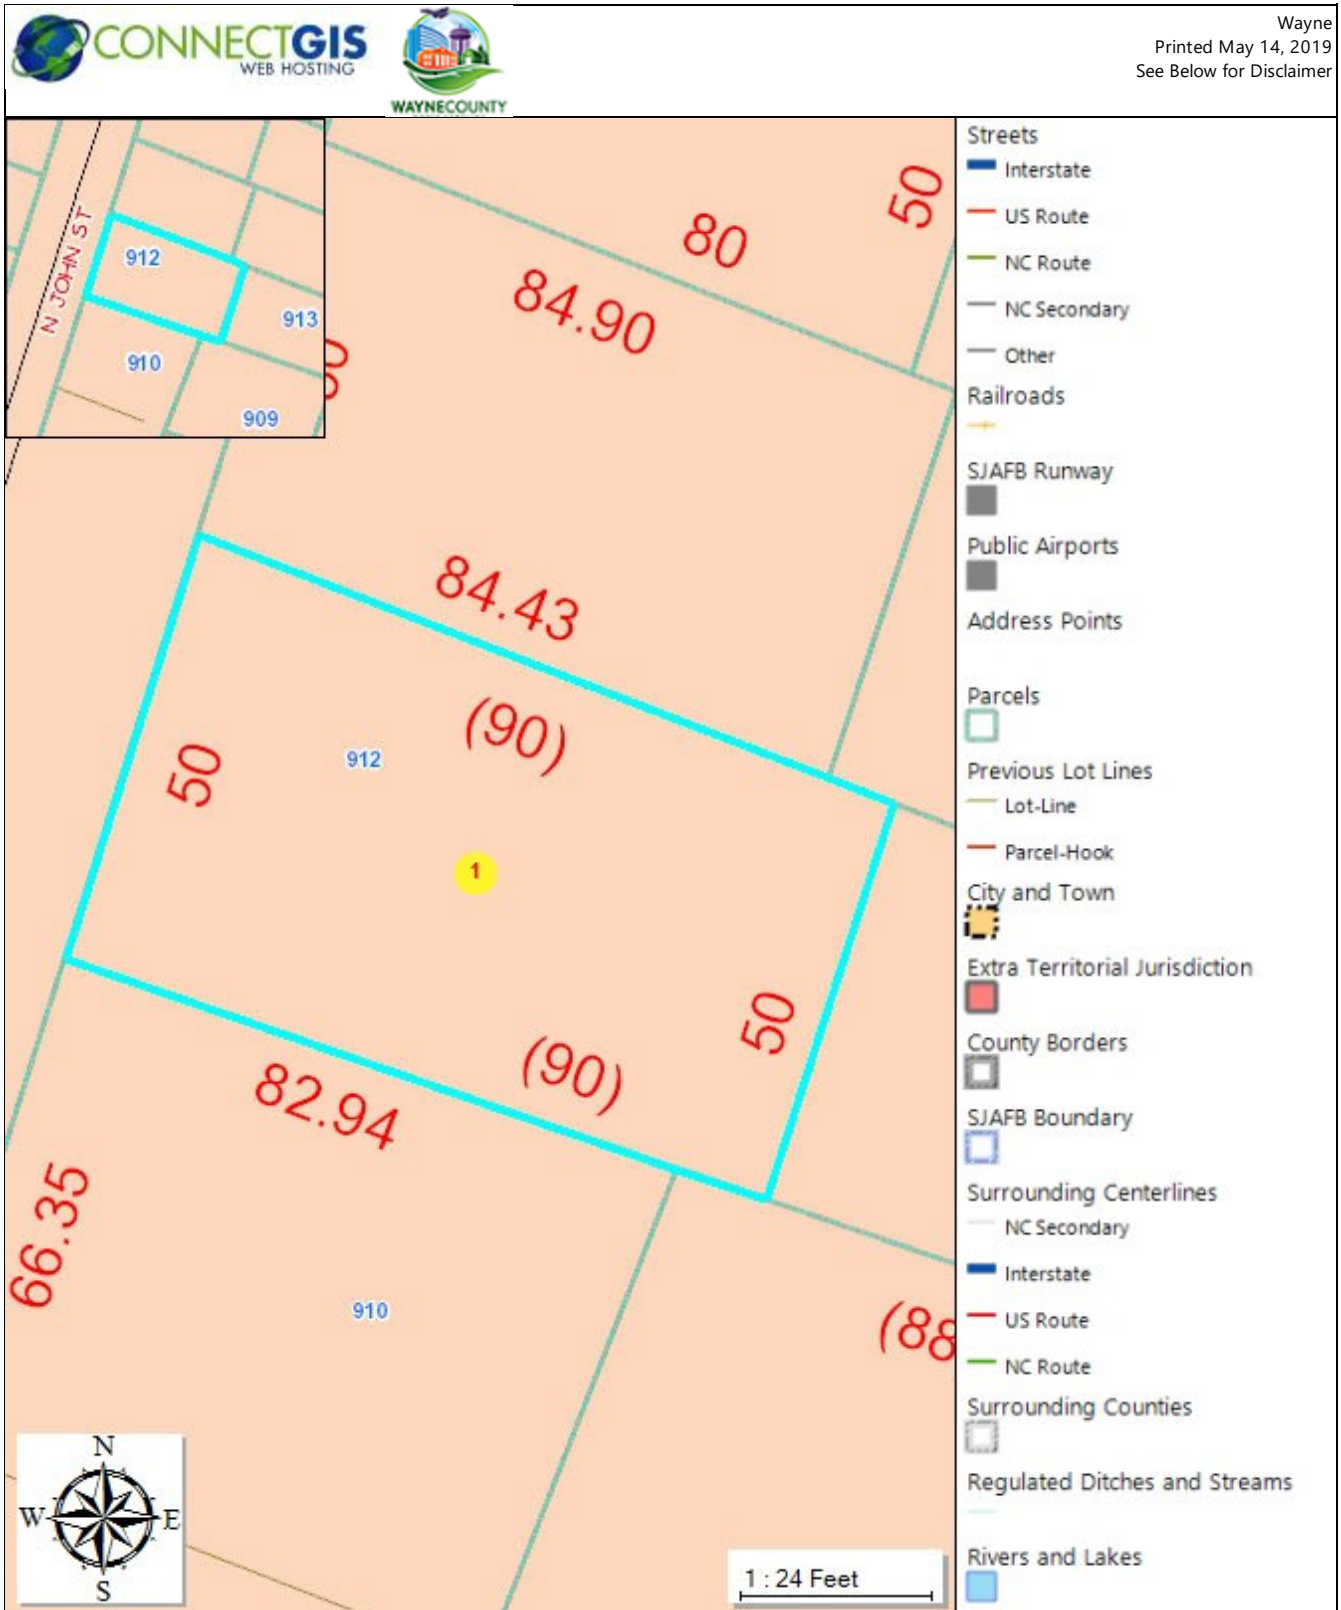 CONNECTGIS
WEB HOSTING
WAYNECOUNTY
Wayne
Printed May 14, 2019
See Below for Disclaimer
N JOHN ST
912
913
910
909
80
50
84.90
84.43
(90)
912
50
1
50
(90)
82.94
66.35
910
(88
N
W
E
S
1 : 24 Feet
Streets
Interstate
US Route
NC Route
NC Secondary
Other
Railroads
SJAFB Runway
Public Airports
Address Points
Parcels
Previous Lot Lines
Lot-Line
Parcel-Hook
City and Town
Extra Territorial Jurisdiction
County Borders
SJAFB Boundary
Surrounding Centerlines
NC Secondary
Interstate
US Route
NC Route
Surrounding Counties
Regulated Ditches and Streams
Rivers and Lakes